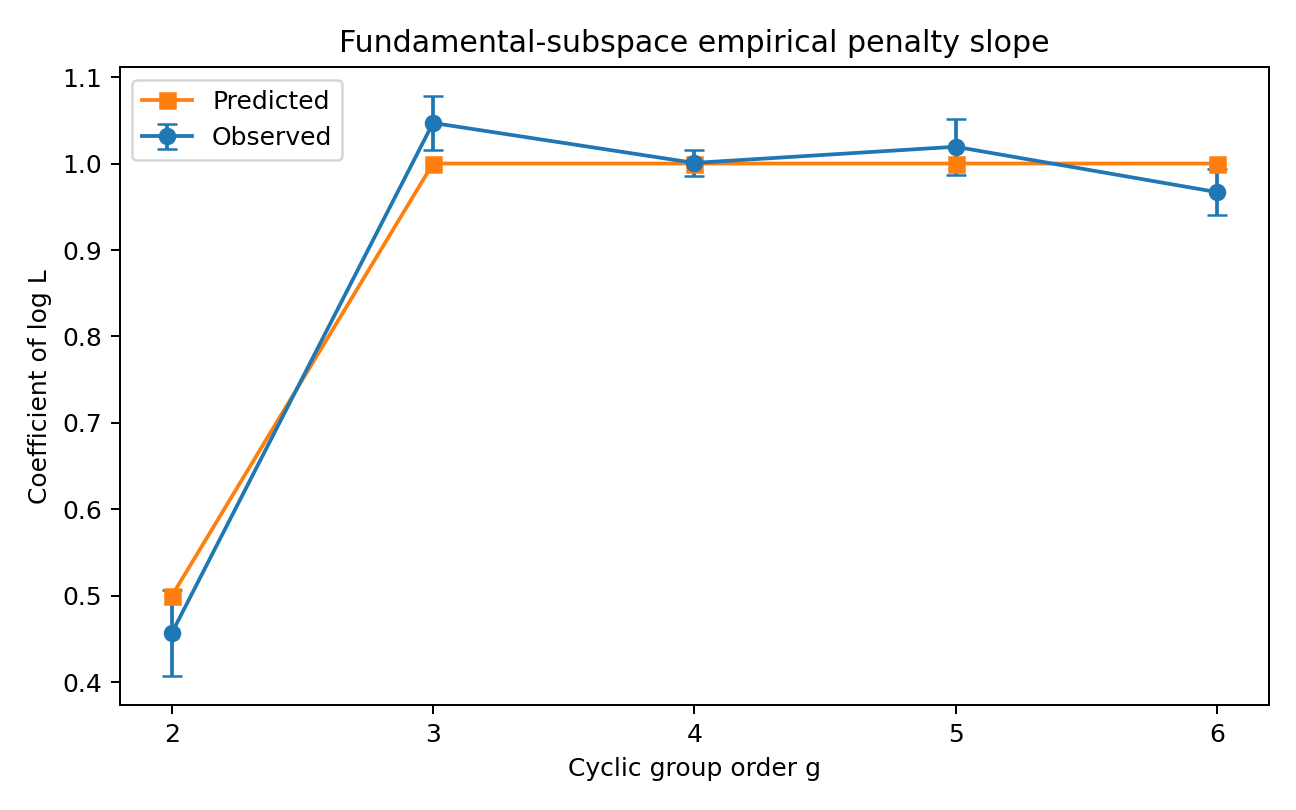 Fundamental-subspace empirical penalty slope
Predicted
Observed
Coefficient of log L
1.1
1.0
0.9
0.8
0.7
0.6
0.5
0.4
2
3
4
5
6
Cyclic group order g